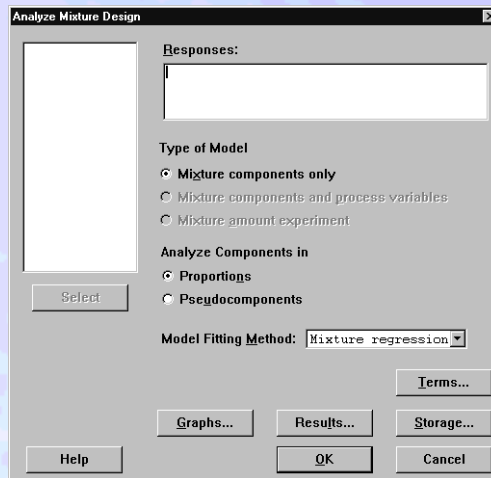 Analyze Mixture Design
Responses:
Type of Model
Mixture components only
Mixture components and process variables
Mixture amount experiment
Analyze Components in
Proportions
Pseudocomponents
Select
Model Fitting Method: Mixture regression
Terms...
Graphs... Results... Storage...
Help OK Cancel